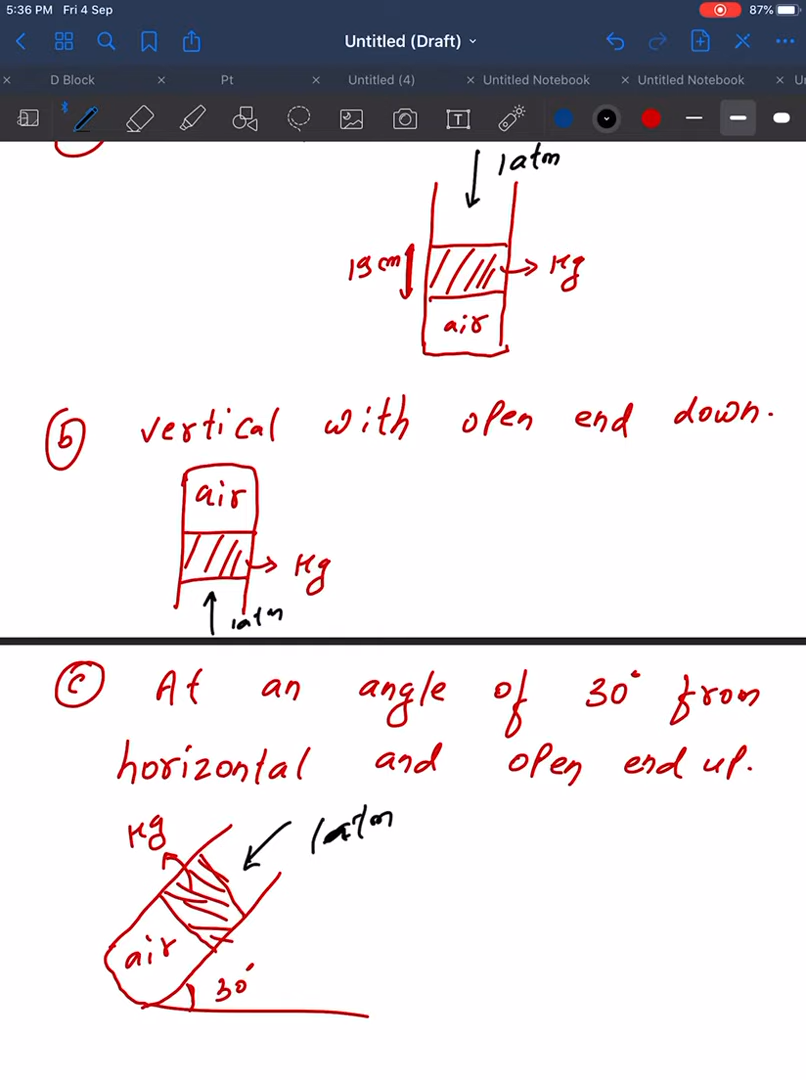 5:36 PM Fri 4 Sep
87%
Untitled (Draft)
D Block
Pt
Untitled (4)
Untitled Notebook
Untitled Notebook
T
1atm
19cm
Hg
air
b vertical with open end down.
air
Hg
1atm
c At an angle of 30° from
horizontal and open end up.
Hg
1atm
air
30°